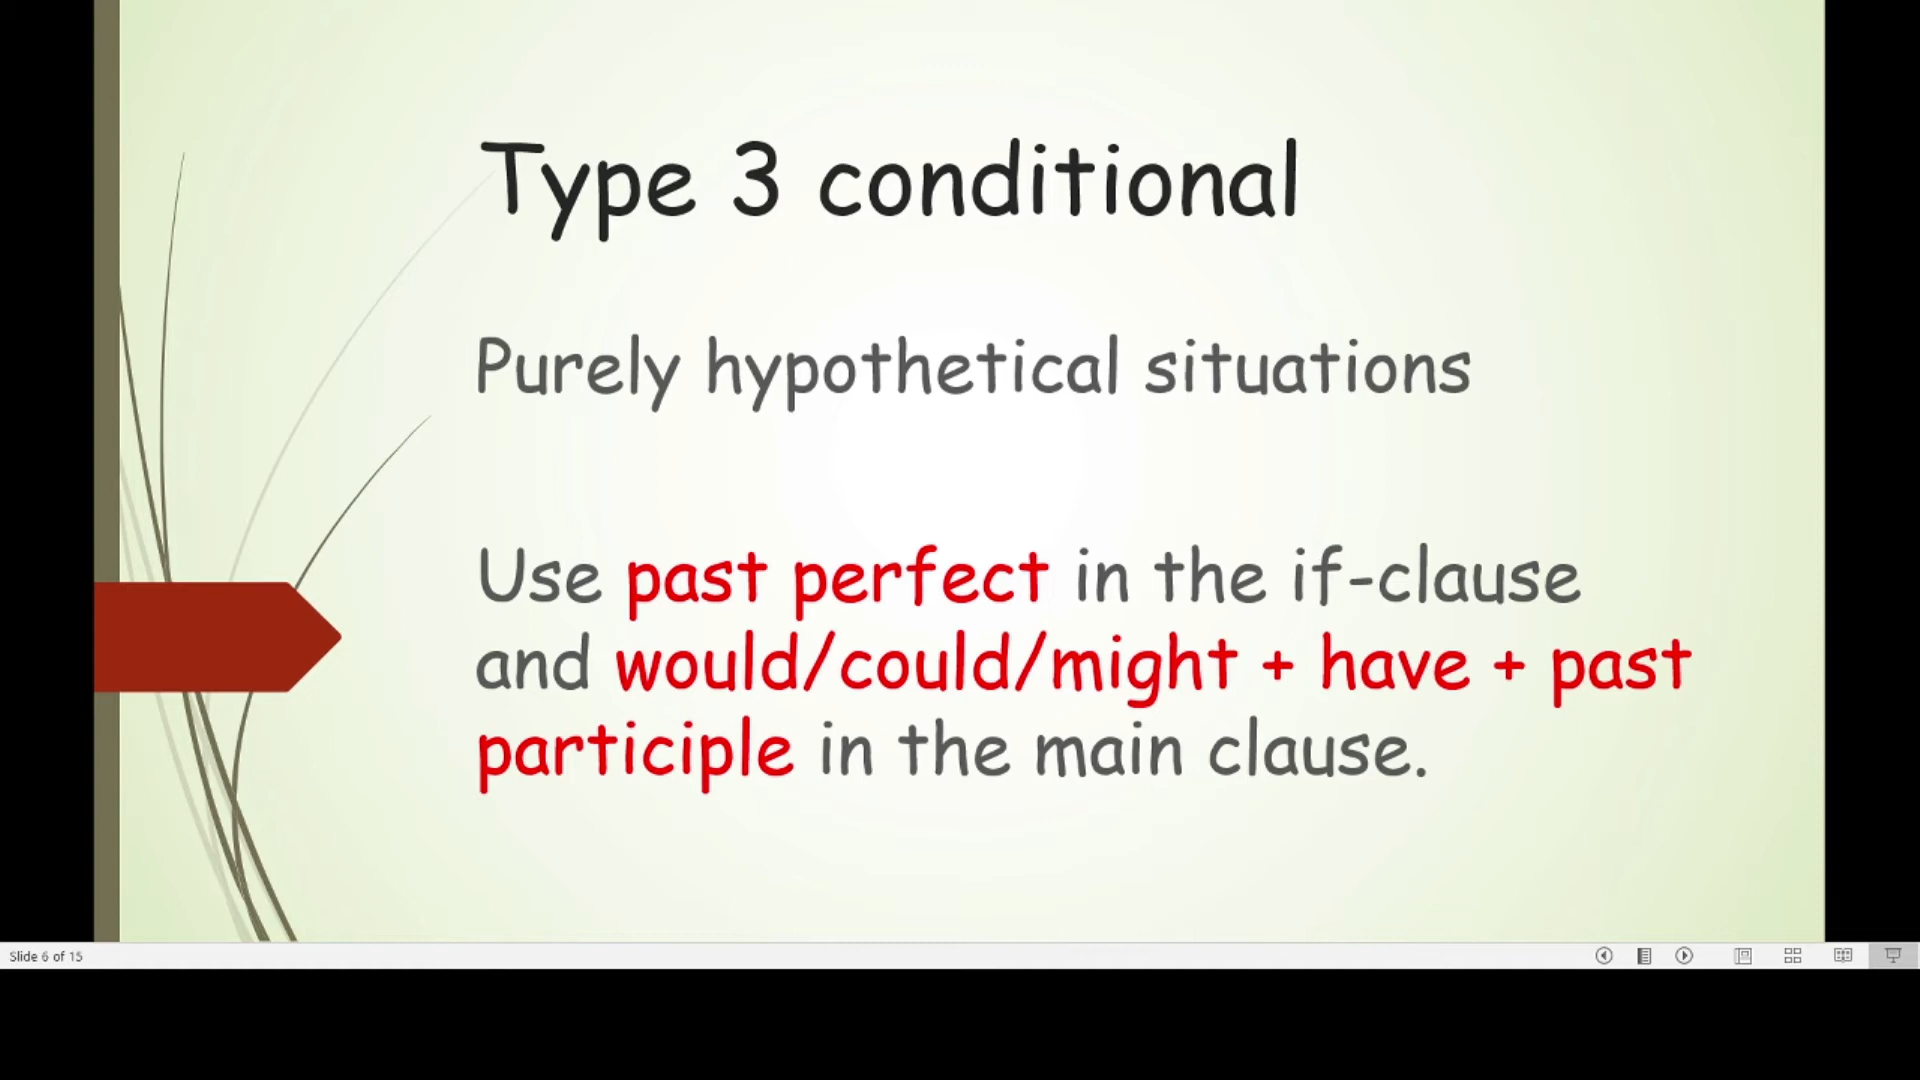 Type 3 conditional
Purely hypothetical situations
Use past perfect in the if-clause
and would/could/might + have + past
participle in the main clause.
Slide 6 of 15